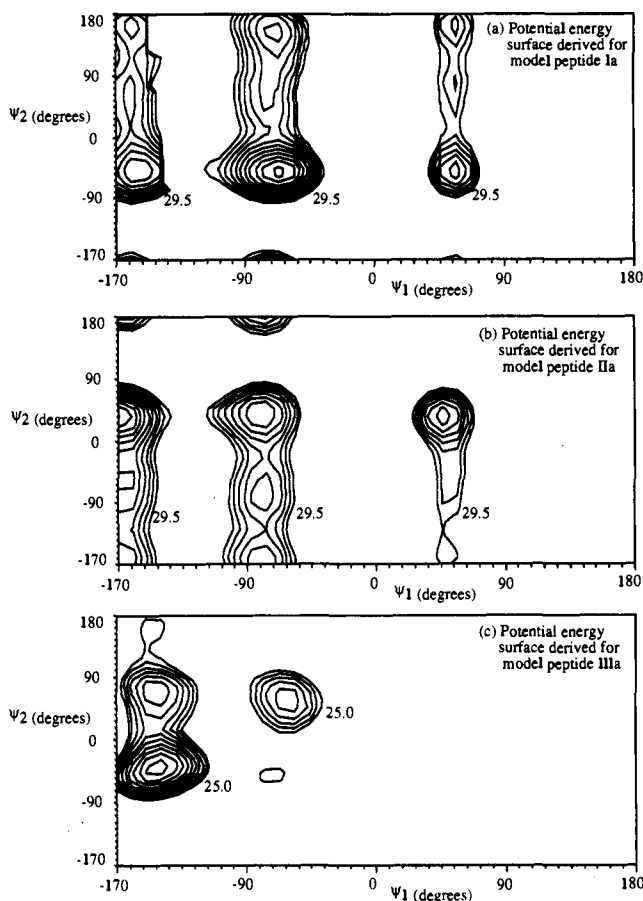 (a) Potential energy
surface derived for
model peptide Ia
180
90
Ψ2 (degrees)
0
-90
-170
29.5
29.5
29.5
-170
-90
0
90
180
Ψ1 (degrees)
(b) Potential energy
surface derived for
model peptide IIa
180
90
Ψ2 (degrees)
0
-90
-170
29.5
29.5
29.5
-170
-90
0
90
180
Ψ1 (degrees)
(c) Potential energy
surface derived for
model peptide IIIa
180
90
Ψ2 (degrees)
0
-90
-170
25.0
25.0
-170
-90
0
90
180
Ψ1 (degrees)